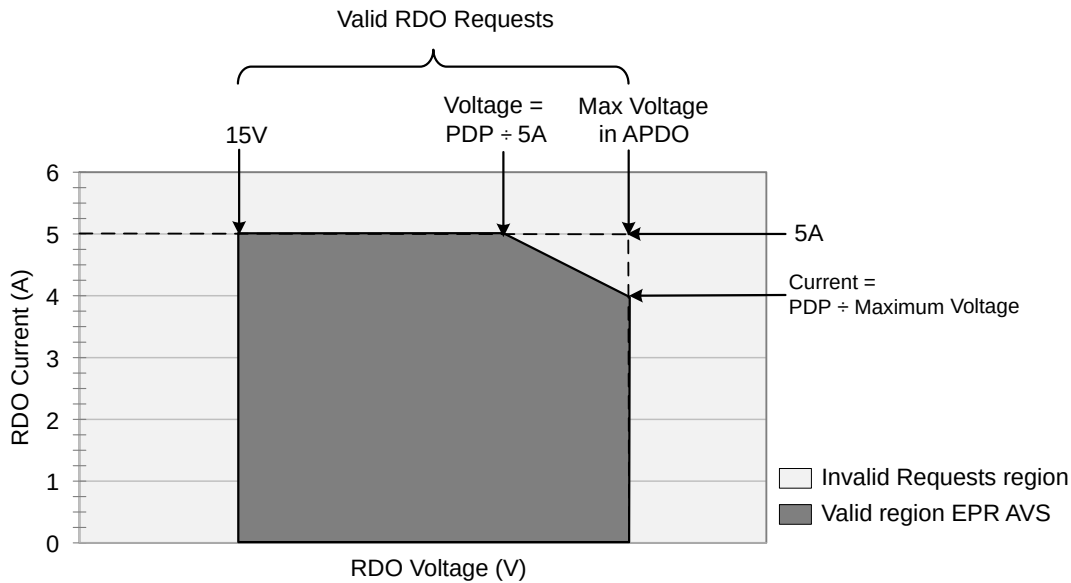 Valid RDO Requests
Voltage =
PDP ÷ 5A
Max Voltage
in APDO
15V
6
5
4
3
2
1
0
RDO Current (A)
5A
Current =
PDP ÷ Maximum Voltage
Invalid Requests region
Valid region EPR AVS
RDO Voltage (V)